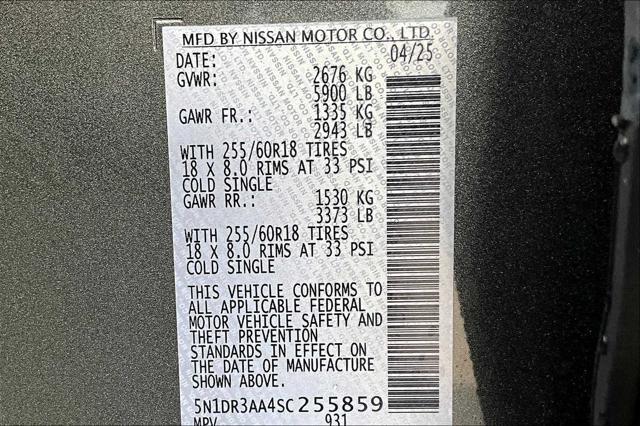 MFD BY NISSAN MOTOR CO., LTD.
DATE: 04/25
GVWR: 2676 KG
5900 LB
GAWR FR.: 1335 KG
2943 LB
WITH 255/60R18 TIRES
18 X 8.0 RIMS AT 33 PSI
COLD SINGLE
GAWR RR.: 1530 KG
3373 LB
WITH 255/60R18 TIRES
18 X 8.0 RIMS AT 33 PSI
COLD SINGLE
THIS VEHICLE CONFORMS TO
ALL APPLICABLE FEDERAL
MOTOR VEHICLE SAFETY AND
THEFT PREVENTION
STANDARDS IN EFFECT ON
THE DATE OF MANUFACTURE
SHOWN ABOVE.
5N1DR3AA4SC255859
MPV 931